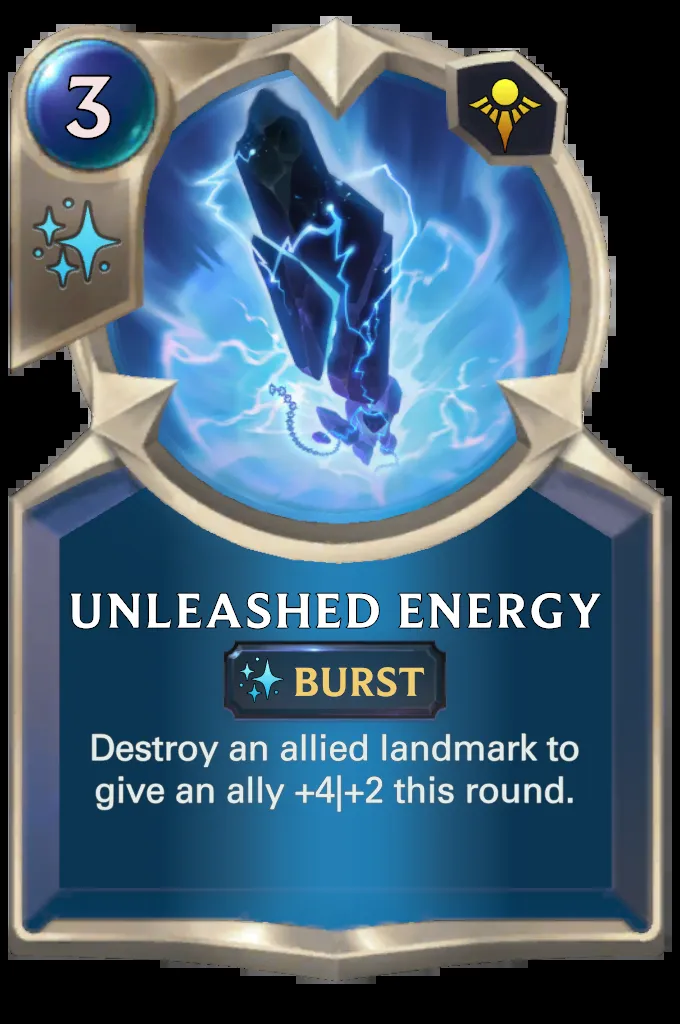 3
UNLEASHED ENERGY
BURST
Destroy an allied landmark to
give an ally +4|+2 this round.